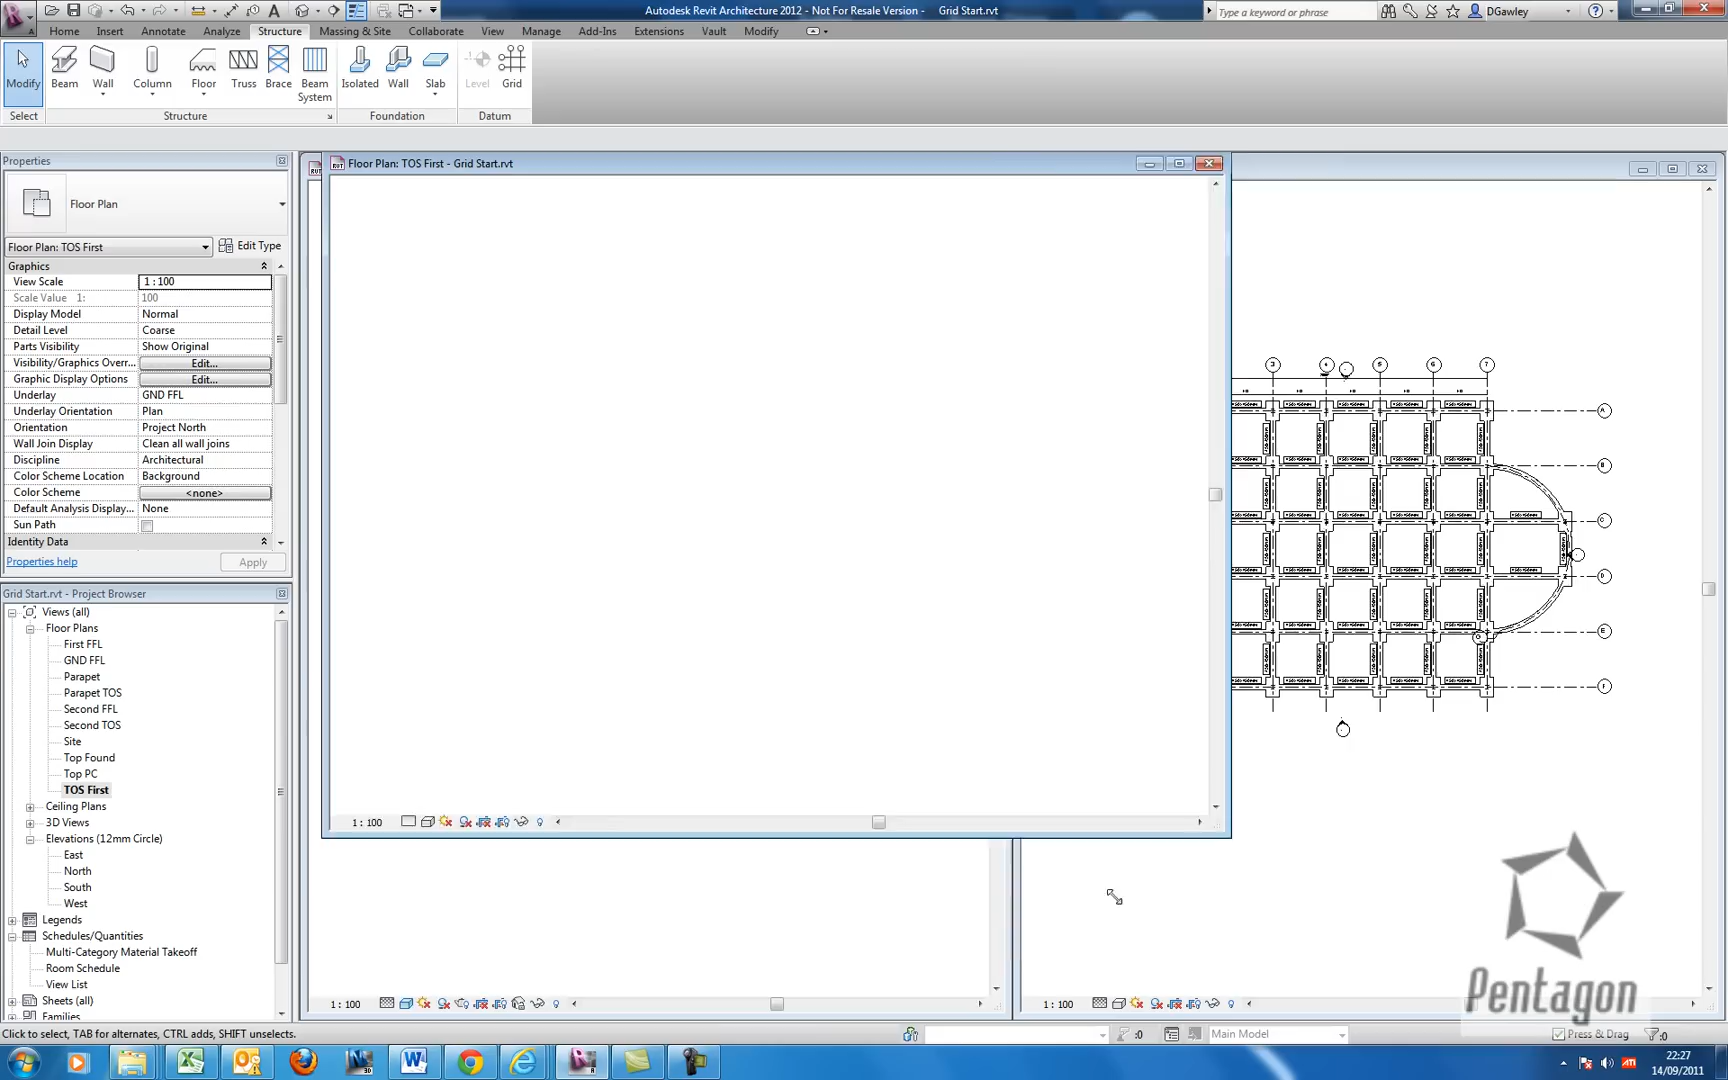 Autodesk Revit Architecture 2012 - Not For Resale Version - Grid Start.rvt
Type a keyword or phrase
DGawley
Home Insert Annotate Analyze Structure Massing & Site Collaborate View Manage Add-Ins Extensions Vault Modify
Modify Beam Wall Column Floor Truss Brace Beam System Isolated Wall Slab Level Grid
Select Structure Foundation Datum
Properties
Floor Plan
Floor Plan: TOS First Edit Type
Graphics
View Scale 1 : 100
Scale Value 1: 100
Display Model Normal
Detail Level Coarse
Parts Visibility Show Original
Visibility/Graphics Overr... Edit...
Graphic Display Options Edit...
Underlay GND FFL
Underlay Orientation Plan
Orientation Project North
Wall Join Display Clean all wall joins
Discipline Architectural
Color Scheme Location Background
Color Scheme <none>
Default Analysis Display... None
Sun Path
Identity Data
Properties help Apply
Grid Start.rvt - Project Browser
Views (all)
Floor Plans
First FFL
GND FFL
Parapet
Parapet TOS
Second FFL
Second TOS
Site
Top Found
Top PC
TOS First
Ceiling Plans
3D Views
Elevations (12mm Circle)
East
North
South
West
Legends
Schedules/Quantities
Multi-Category Material Takeoff
Room Schedule
View List
Sheets (all)
Families
Floor Plan: TOS First - Grid Start.rvt
1 : 100
1 : 100
1 : 100
3 4 5 6 7
A
B
C
D
E
F
Pentagon
Click to select, TAB for alternates, CTRL adds, SHIFT unselects.
:0
Main Model
Press & Drag
:0
22:27
14/09/2011